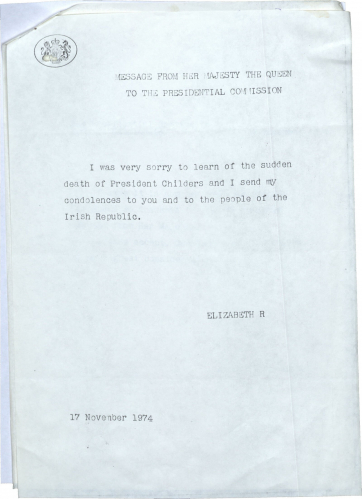 MESSAGE FROM HER MAJESTY THE QUEEN
TO THE PRESIDENTIAL COMMISSION
I was very sorry to learn of the sudden
death of President Childers and I send my
condolences to you and to the people of the
Irish Republic.
ELIZABETH R
17 November 1974